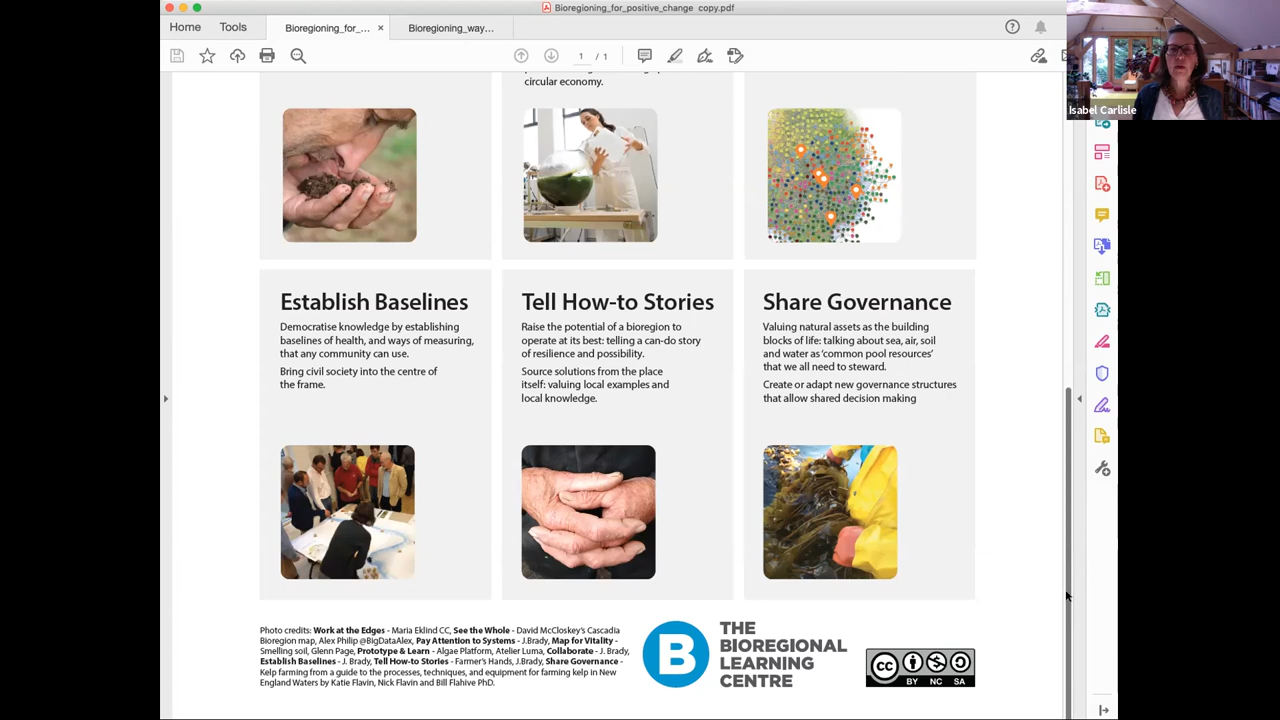 Bioregioning_for_positive_change copy.pdf
Home
Tools
Bioregioning_for_...
Bioregioning_way...
1 / 1
Isabel Carlisle
circular economy.
Establish Baselines
Democratise knowledge by establishing
baselines of health, and ways of measuring,
that any community can use.
Bring civil society into the centre of
the frame.
Tell How-to Stories
Raise the potential of a bioregion to
operate at its best: telling a can-do story
of resilience and possibility.
Source solutions from the place
itself: valuing local examples and
local knowledge.
Share Governance
Valuing natural assets as the building
blocks of life: talking about sea, air, soil
and water as ‘common pool resources’
that we all need to steward.
Create or adapt new governance structures
that allow shared decision making
Photo credits: Work at the Edges - Maria Eklind CC, See the Whole - David McCloskey’s Cascadia
Bioregion map, Alex Philip @BigDataAlex, Pay Attention to Systems - J.Brady, Map for Vitality -
Smelling soil, Glenn Page, Prototype & Learn - Algae Platform, Atelier Luma, Collaborate - J. Brady,
Establish Baselines - J. Brady, Tell How-to Stories - Farmer’s Hands, J.Brady, Share Governance -
Kelp farming from a guide to the processes, techniques, and equipment for farming kelp in New
England Waters by Katie Flavin, Nick Flavin and Bill Flahive PhD.
B
THE
BIOREGIONAL
LEARNING
CENTRE
cc
BY NC SA